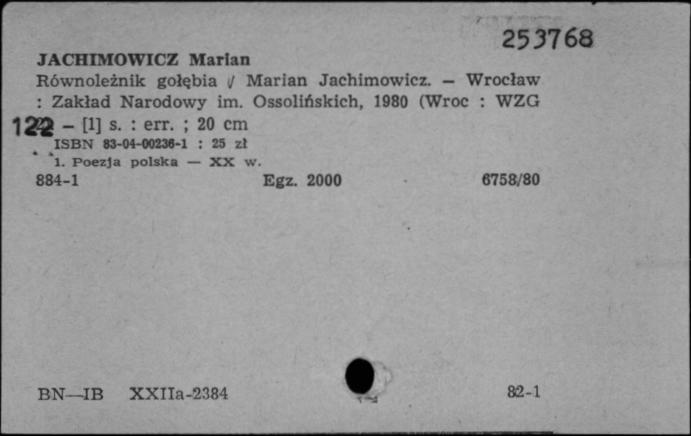 253768
JACHIMOWICZ Marian
Równoleżnik gołębia / Marian Jachimowicz. — Wrocław
: Zakład Narodowy im. Ossolińskich, 1980 (Wroc : WZG
122 — [1] s. : err. ; 20 cm
ISBN 83-04-00236-1 : 25 zł
1. Poezja polska — XX w.
884-1 Egz. 2000 6758/80
BN—IB XXIIa-2384 82-1